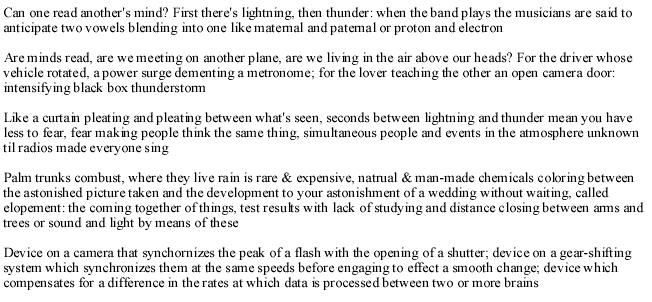 Can one read another's mind? First there's lightning, then thunder: when the band plays the musicians are said to
anticipate two vowels blending into one like maternal and paternal or proton and electron
Are minds read, are we meeting on another plane, are we living in the air above our heads? For the driver whose
vehicle rotated, a power surge dementing a metronome; for the lover teaching the other an open camera door:
intensifying black box thunderstorm
Like a curtain pleating and pleating between what's seen, seconds between lightning and thunder mean you have
less to fear, fear making people think the same thing, simultaneous people and events in the atmosphere unknown
til radios made everyone sing
Palm trunks combust, where they live rain is rare & expensive, natrual & man-made chemicals coloring between
the astonished picture taken and the development to your astonishment of a wedding without waiting, called
elopement: the coming together of things, test results with lack of studying and distance closing between arms and
trees or sound and light by means of these
Device on a camera that synchornizes the peak of a flash with the opening of a shutter; device on a gear-shifting
system which synchronizes them at the same speeds before engaging to effect a smooth change; device which
compensates for a difference in the rates at which data is processed between two or more brains